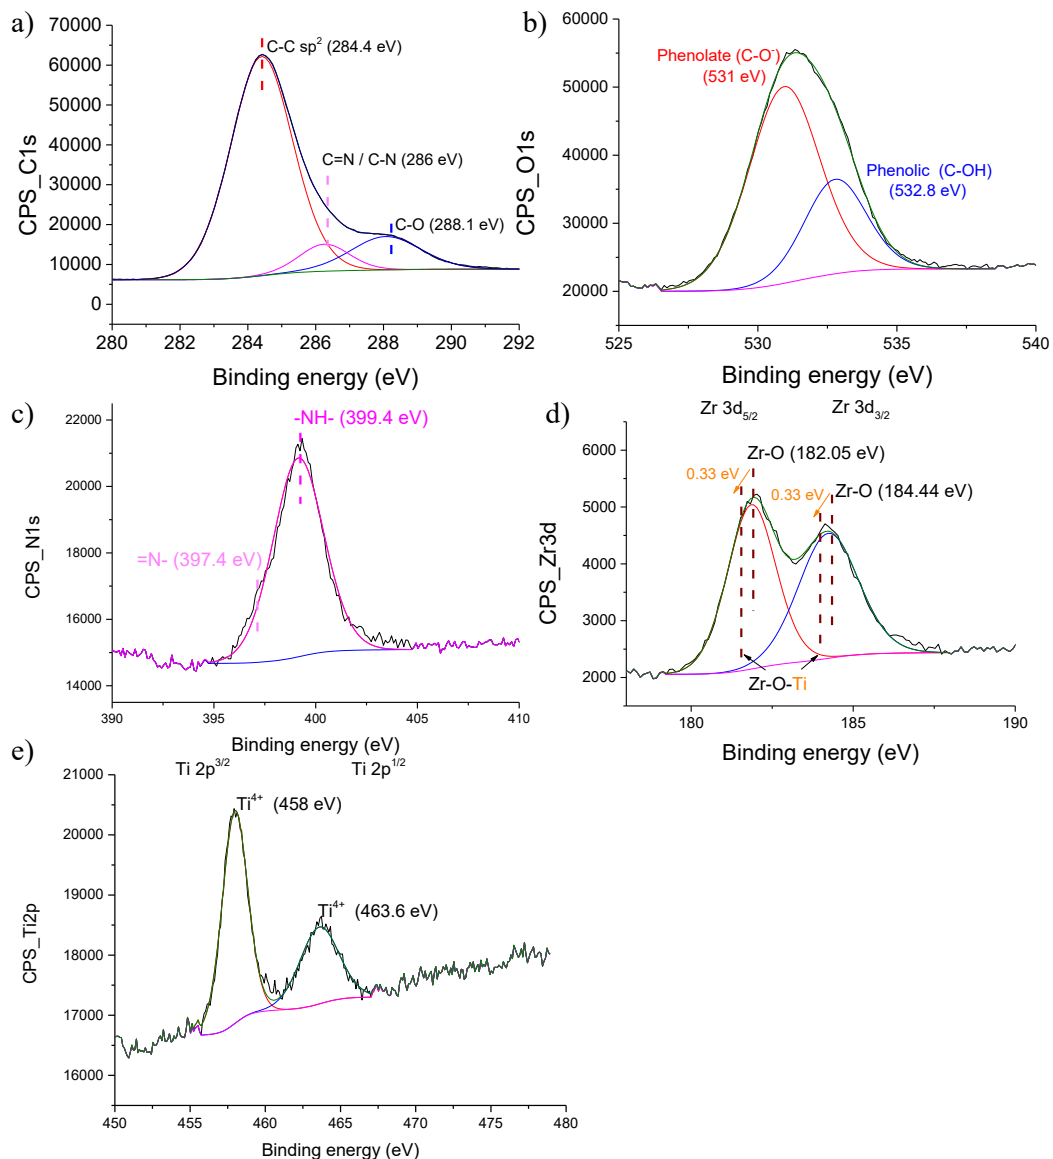 a)
CPS_C1s
70000
60000
50000
40000
30000
20000
10000
0
C-C sp² (284.4 eV)
C=N / C-N (286 eV)
C-O (288.1 eV)
280 282 284 286 288 290 292
Binding energy (eV)
b)
CPS_O1s
60000
50000
40000
30000
20000
Phenolate (C-O⁻)
(531 eV)
Phenolic (C-OH)
(532.8 eV)
525 530 535 540
Binding energy (eV)
c)
CPS_N1s
22000
20000
18000
16000
14000
-NH- (399.4 eV)
=N- (397.4 eV)
390 395 400 405 410
Binding energy (eV)
d)
Zr 3d₅/₂ Zr 3d₃/₂
CPS_Zr3d
6000
5000
4000
3000
2000
Zr-O (182.05 eV)
0.33 eV
0.33 eV
Zr-O (184.44 eV)
Zr-O-Ti
180 185 190
Binding energy (eV)
e)
Ti 2p³/² Ti 2p¹/²
CPS_Ti2p
21000
20000
19000
18000
17000
16000
Ti⁴⁺ (458 eV)
Ti⁴⁺ (463.6 eV)
450 455 460 465 470 475 480
Binding energy (eV)